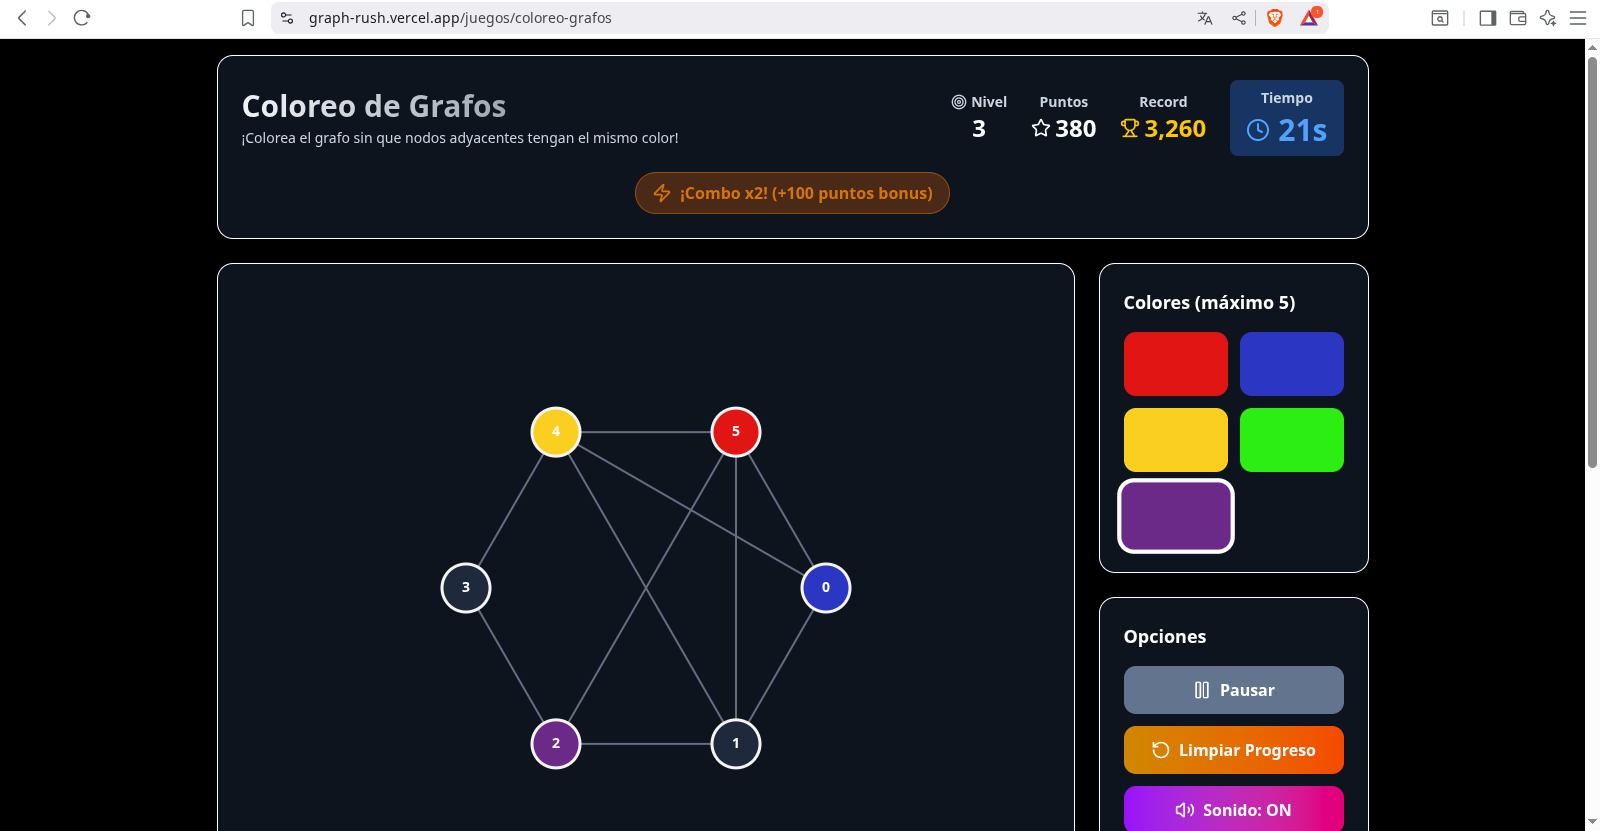 graph-rush.vercel.app/juegos/coloreo-grafos
1
Coloreo de Grafos
¡Colorea el grafo sin que nodos adyacentes tengan el mismo color!
Nivel
3
Puntos
380
Record
3,260
Tiempo
21s
¡Combo x2! (+100 puntos bonus)
4
5
3
0
2
1
Colores (máximo 5)
Opciones
Pausar
Limpiar Progreso
Sonido: ON